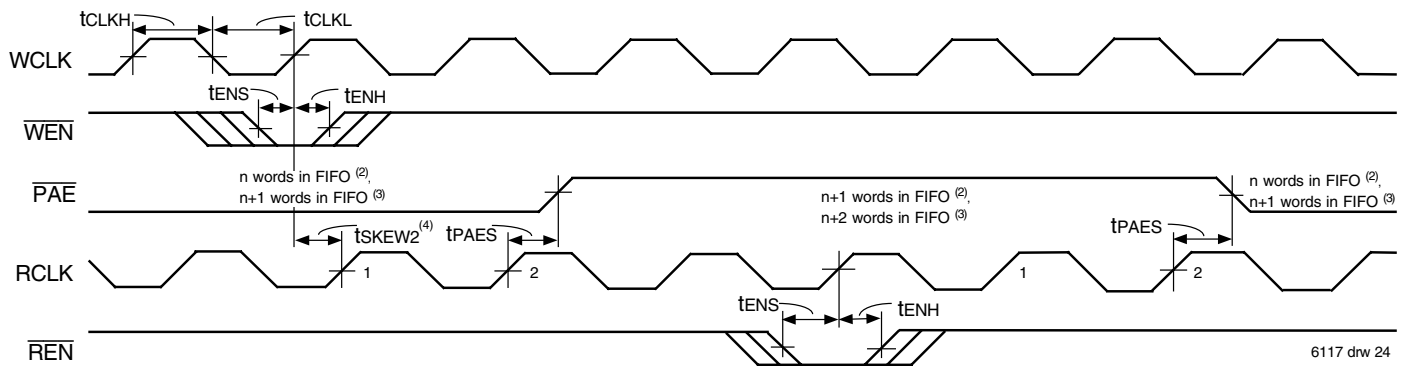 tCLKH tCLKL
WCLK
tENS tENH
WEN
n words in FIFO (2),
n+1 words in FIFO (3)
PAE
n+1 words in FIFO (2),
n+2 words in FIFO (3)
n words in FIFO (2),
n+1 words in FIFO (3)
tSKEW2(4) tPAES tPAES
RCLK 1 2 1 2
tENS tENH
REN
6117 drw 24